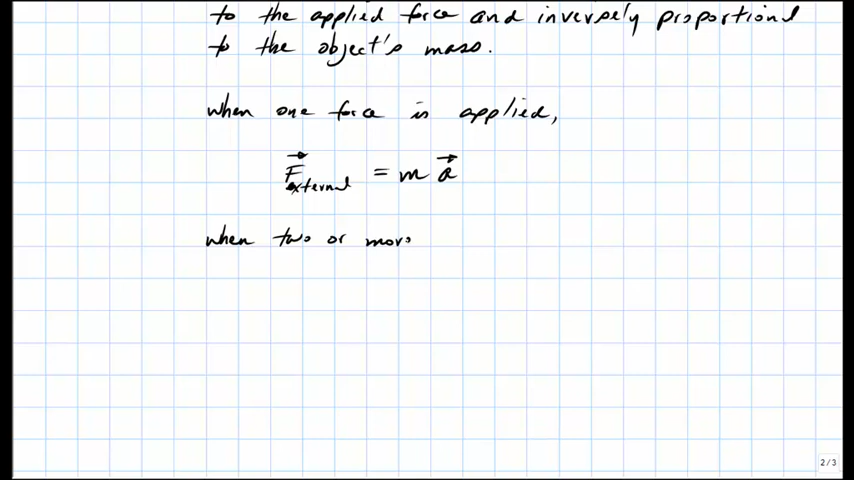 to the applied force and inversely proportional
to the object's mass.
when one force is applied,
F⃗ external = m a⃗
when two or more
2/3